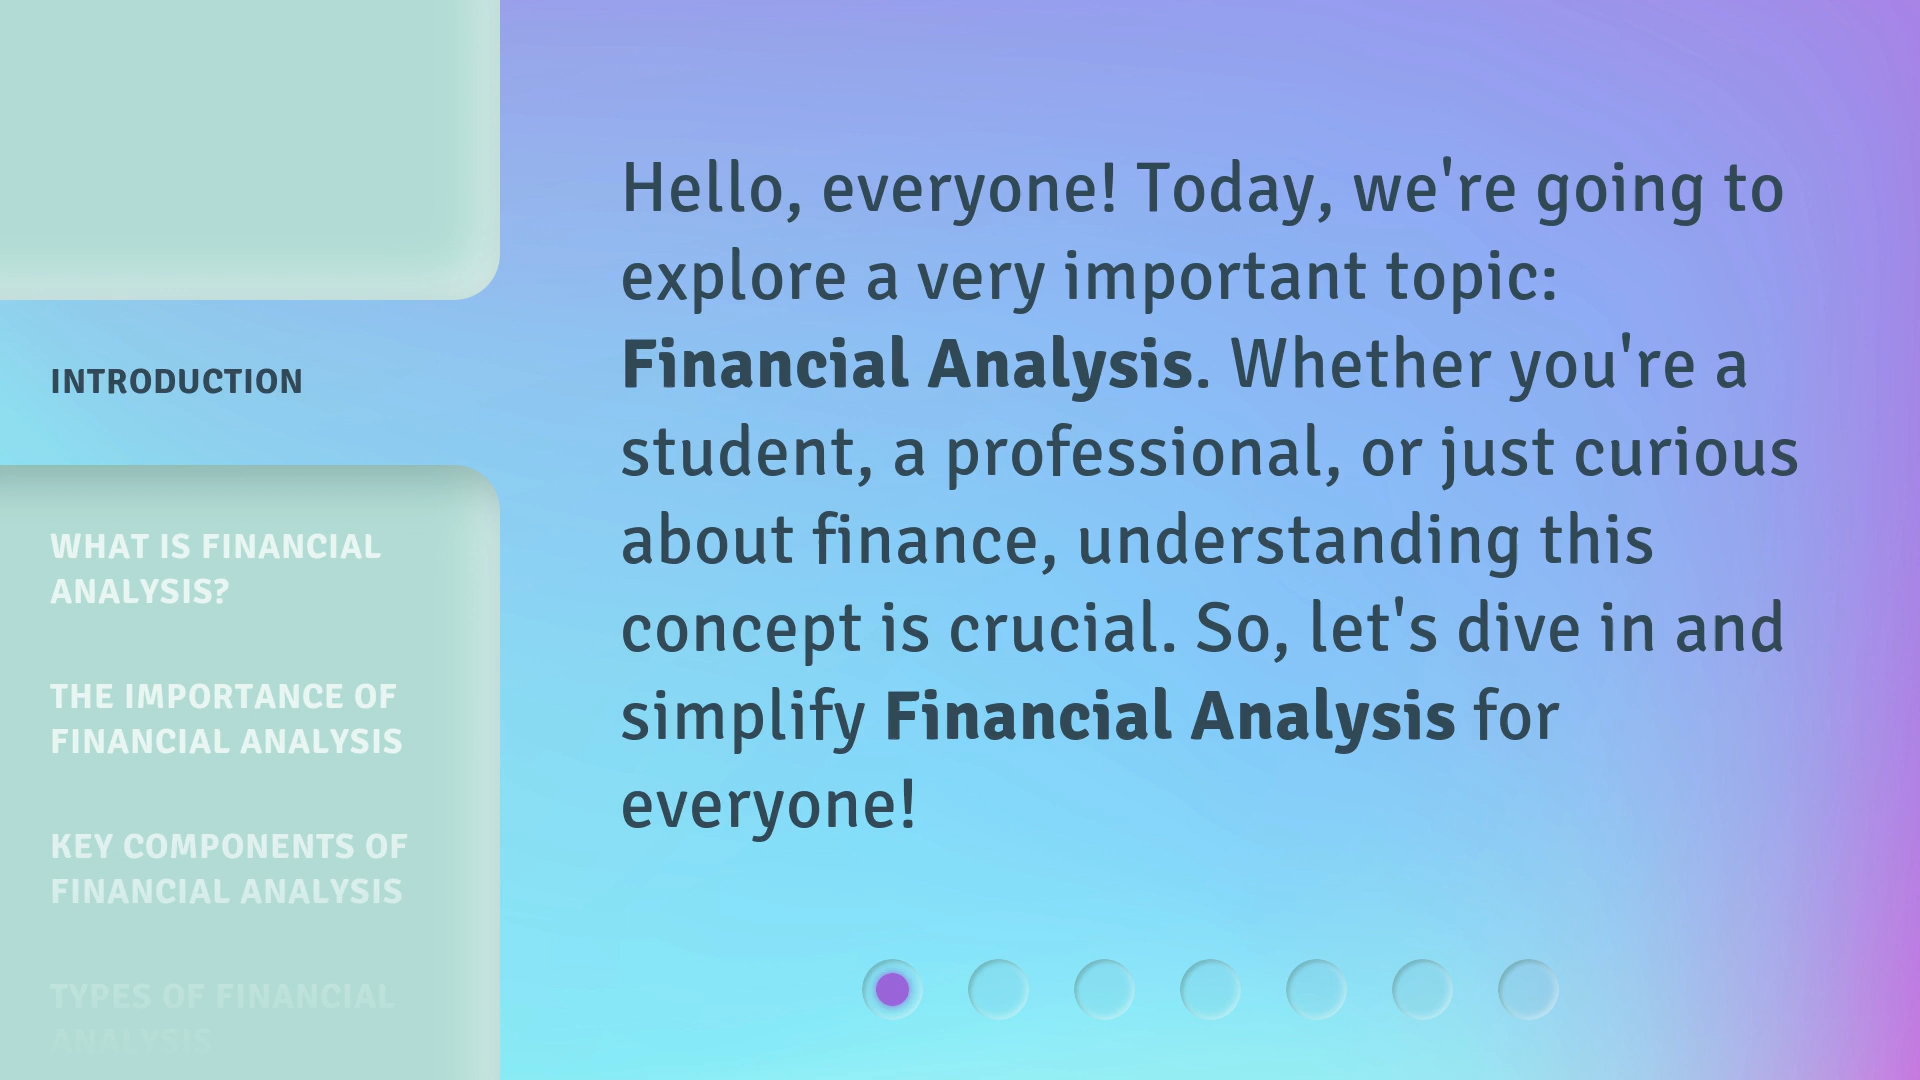 INTRODUCTION
WHAT IS FINANCIAL
ANALYSIS?
THE IMPORTANCE OF
FINANCIAL ANALYSIS
KEY COMPONENTS OF
FINANCIAL ANALYSIS
TYPES OF FINANCIAL
ANALYSIS
Hello, everyone! Today, we're going to
explore a very important topic:
Financial Analysis. Whether you're a
student, a professional, or just curious
about finance, understanding this
concept is crucial. So, let's dive in and
simplify Financial Analysis for
everyone!